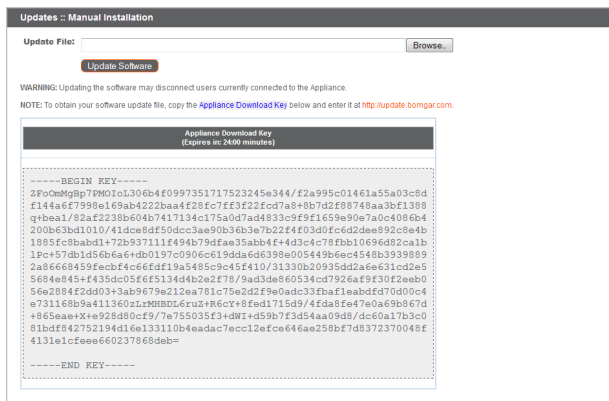 Updates :: Manual Installation
Update File:
Browse..
Update Software
WARNING: Updating the software may disconnect users currently connected to the Appliance.
NOTE: To obtain your software update file, copy the Appliance Download Key below and enter it at http://update.bomgar.com.
Appliance Download Key
(Expires in: 24:00 minutes)
-----BEGIN KEY-----
ZFoOmMgBp7PMOIoL306b4f0997351717523245e344/f2a995c01461a55a03c8d
f144a6f7998e169ab4222baa4f28fc7ff3f22fcd7a8+8b7d2f88748aa3bf1388
q+bea1/82af2238b604b7417134c175a0d7ad4833c9f9f1659e90e7a0c4086b4
200b63bd1010/41dce8df50dcc3ae90b36b3e7b22f4f03d0fc6d2dee892c8e4b
1885fc8babd1+72b937111f494b79dfae35abb4f+4d3c4c78fbb10696d82ca1b
1Pc+57db1d56b6a6+db0197c0906c619dda6d6398e005449b6ec4548b3939889
2a86668459fecbf4c66fdf19a5485c9c45f410/31330b20935dd2a6e631cd2e5
5684e845+f435dc05f6f5134d4b2e2f78/9ad3de860534cd7926af9f30f2eeb0
56e2884f2dd03+3ab9679e212ea781c75e2d2f9e0adc33fbaf1eabdfd70d00c4
e731168b9a411360zLrMHBDL6ruZ+R6cY+8fed1715d9/4fda8fe47e0a69b867d
+865eae+X+e928d80cf9/7e755035f3+dWI+d59b7f3d54aa09d8/dc60a17b3c0
81bdf842752194d16e133110b4eadac7ecc12efce646ae258bf7d8372370048f
4131e1cfeee660237868deb=
-----END KEY-----